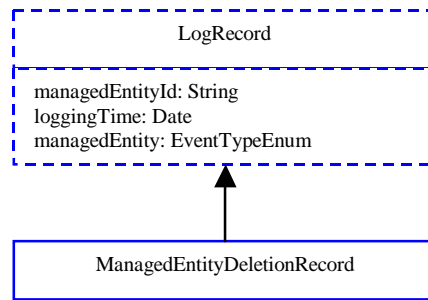 LogRecord
managedEntityId: String
loggingTime: Date
managedEntity: EventTypeEnum
ManagedEntityDeletionRecord